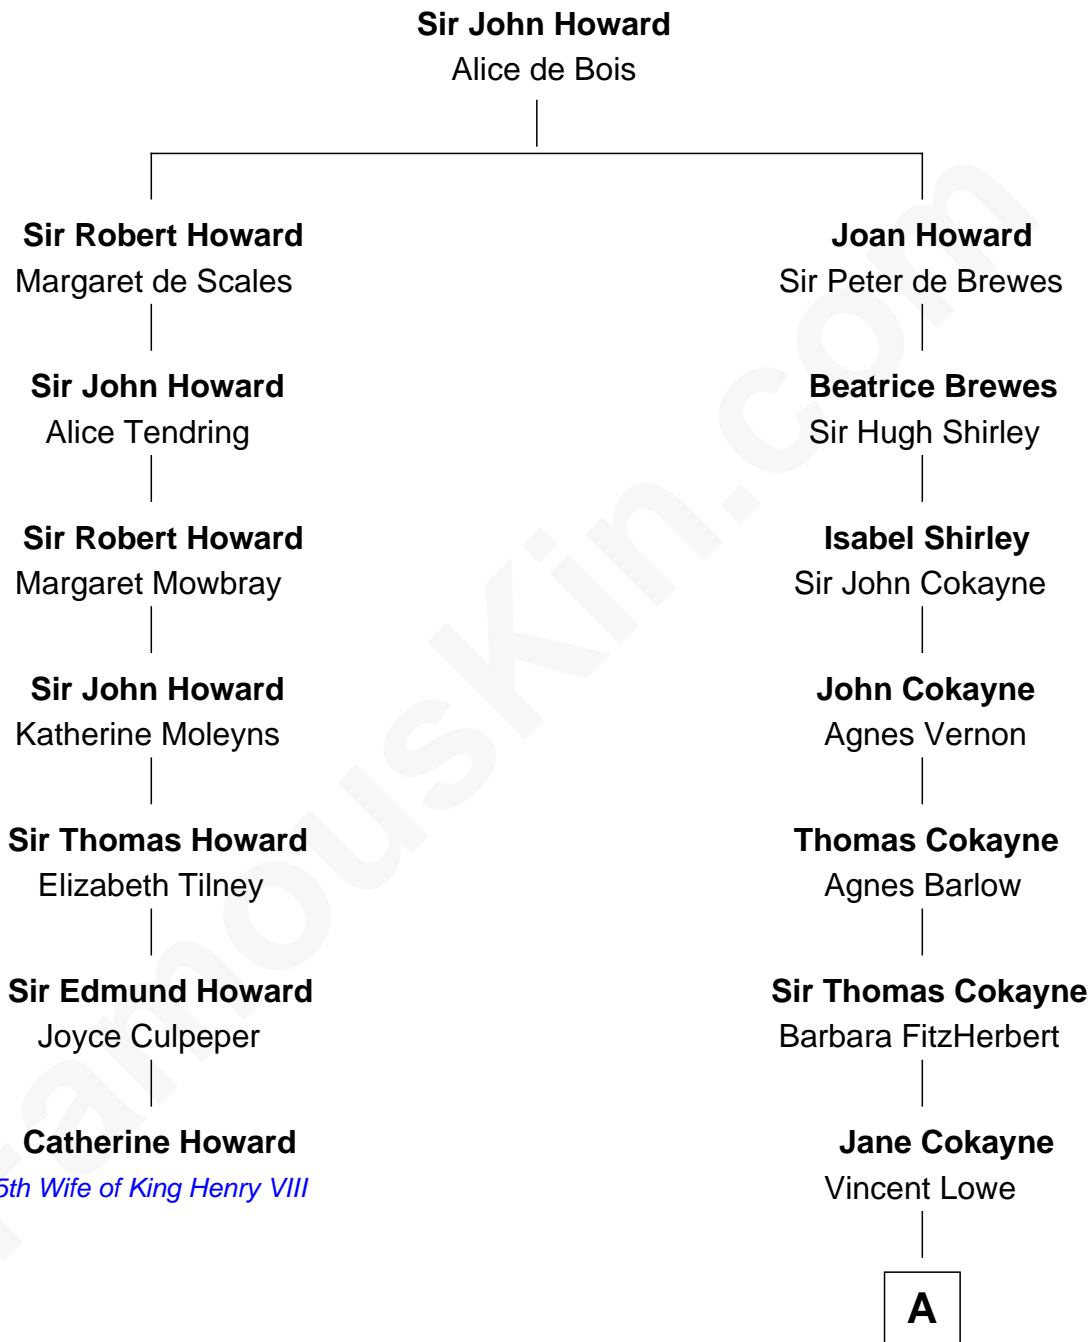 Sir John Howard
Alice de Bois
Sir Robert Howard
Margaret de Scales
Joan Howard
Sir Peter de Brewes
Sir John Howard
Alice Tendring
Beatrice Brewes
Sir Hugh Shirley
Sir Robert Howard
Margaret Mowbray
Isabel Shirley
Sir John Cokayne
Sir John Howard
Katherine Moleyns
John Cokayne
Agnes Vernon
Sir Thomas Howard
Elizabeth Tilney
Thomas Cokayne
Agnes Barlow
Sir Edmund Howard
Joyce Culpeper
Sir Thomas Cokayne
Barbara FitzHerbert
Catherine Howard
5th Wife of King Henry VIII
Jane Cokayne
Vincent Lowe
A
FamousKin.com